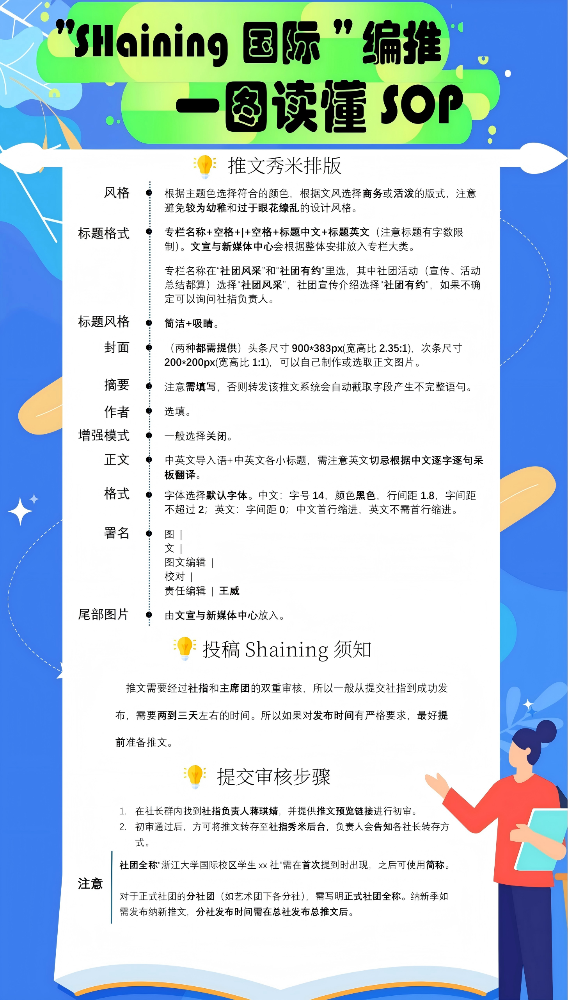 ”SHaining 国际 ”编推
一图读懂 SOP
推文秀米排版
风格
根据主题色选择符合的颜色，根据文风选择商务或活泼的版式，注意
避免较为幼稚和过于眼花缭乱的设计风格。
标题格式
专栏名称+空格+|+空格+标题中文+标题英文（注意标题有字数限
制）。文宣与新媒体中心会根据整体安排放入专栏大类。
专栏名称在“社团风采”和“社团有约”里选，其中社团活动（宣传、活动
总结都算）选择“社团风采”，社团宣传介绍选择“社团有约”，如果不确
定可以询问社指负责人。
标题风格
简洁+吸睛。
封面
（两种都需提供）头条尺寸 900*383px(宽高比 2.35:1)，次条尺寸
200*200px(宽高比 1:1)，可以自己制作或选取正文图片。
摘要
注意需填写，否则转发该推文系统会自动截取字段产生不完整语句。
作者
选填。
增强模式
一般选择关闭。
正文
中英文导入语+中英文各小标题，需注意英文切忌根据中文逐字逐句呆
板翻译。
格式
字体选择默认字体。中文：字号 14，颜色黑色，行间距 1.8，字间距
不超过 2；英文：字间距 0；中文首行缩进，英文不需首行缩进。
署名
图 |
文 |
图文编辑 |
校对 |
责任编辑 | 王威
尾部图片
由文宣与新媒体中心放入。
投稿 Shaining 须知
推文需要经过社指和主席团的双重审核，所以一般从提交社指到成功发
布，需要两到三天左右的时间。所以如果对发布时间有严格要求，最好提
前准备推文。
提交审核步骤
1. 在社长群内找到社指负责人蒋琪婧，并提供推文预览链接进行初审。
2. 初审通过后，方可将推文转存至社指秀米后台，负责人会告知各社长转存方
式。
注意
社团全称“浙江大学国际校区学生 xx 社”需在首次提到时出现，之后可使用简称。
对于正式社团的分社团（如艺术团下各分社），需写明正式社团全称。纳新季如
需发布纳新推文，分社发布时间需在总社发布总推文后。